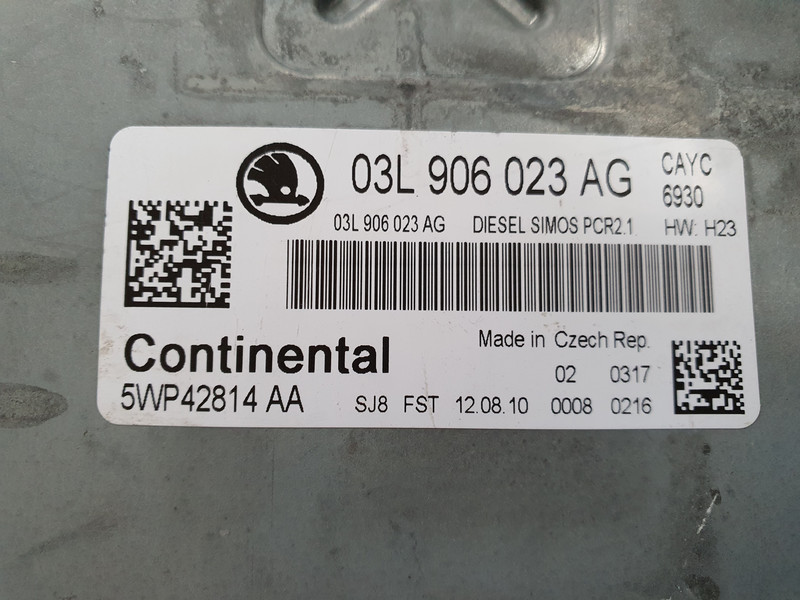 03L 906 023 AG
CAYC
6930
03L 906 023 AG DIESEL SIMOS PCR2.1 HW: H23
Continental
Made in Czech Rep.
02 0317
5WP42814 AA SJ8 FST 12.08.10 0008 0216